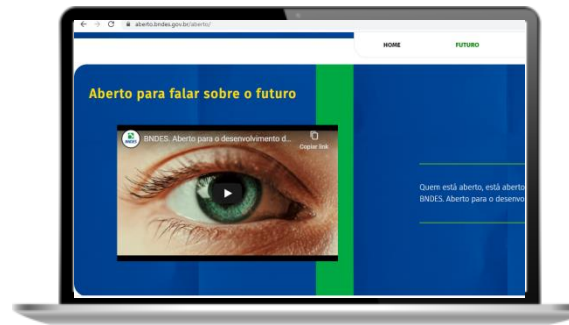 aberto.bndes.gov.br/aberto/
HOME
FUTURO
Aberto para falar sobre o futuro
BNDES
BNDES. Aberto para o desenvolvimento d...
Copiar link
Quem está aberto, está aberto
BNDES. Aberto para o desenvo